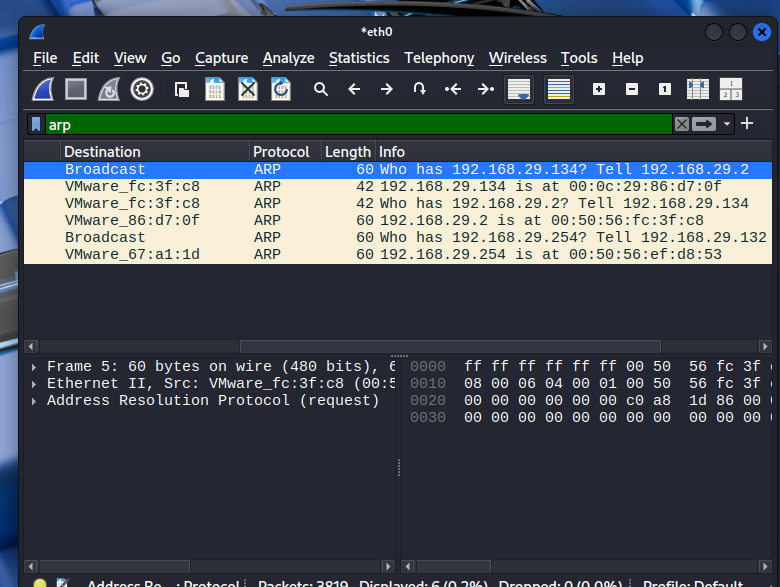 *eth0
File Edit View Go Capture Analyze Statistics Telephony Wireless Tools Help
arp
Destination Protocol Length Info
Broadcast ARP 60 Who has 192.168.29.134? Tell 192.168.29.2
VMware_fc:3f:c8 ARP 42 192.168.29.134 is at 00:0c:29:86:d7:0f
VMware_fc:3f:c8 ARP 42 Who has 192.168.29.2? Tell 192.168.29.134
VMware_86:d7:0f ARP 60 192.168.29.2 is at 00:50:56:fc:3f:c8
Broadcast ARP 60 Who has 192.168.29.254? Tell 192.168.29.132
VMware_67:a1:1d ARP 60 192.168.29.254 is at 00:50:56:ef:d8:53
Frame 5: 60 bytes on wire (480 bits), 6
Ethernet II, Src: VMware_fc:3f:c8 (00:5
Address Resolution Protocol (request)
0000 ff ff ff ff ff ff 00 50 56 fc 3f
0010 08 00 06 04 00 01 00 50 56 fc 3f
0020 00 00 00 00 00 00 c0 a8 1d 86 00
0030 00 00 00 00 00 00 00 00 00 00 00
Address Re… : Protocol Packets: 3819 Displayed: 6 (0.2%) Dropped: 0 (0.0%) Profile: Default